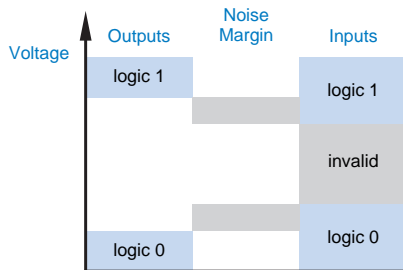 Noise
Margin
Outputs
Inputs
Voltage
logic 1
logic 1
invalid
logic 0
logic 0